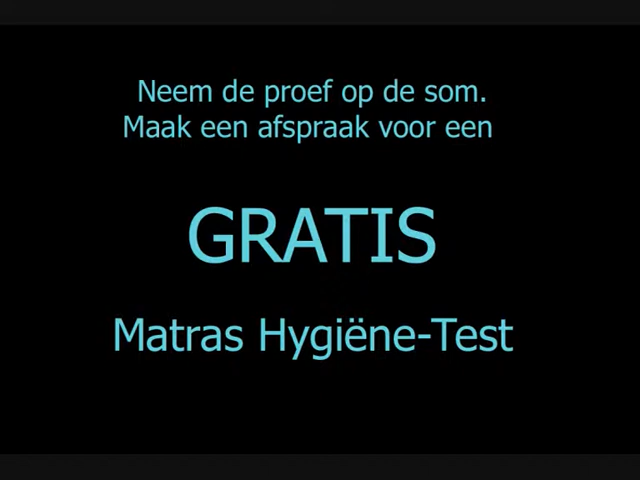 Neem de proef op de som.
Maak een afspraak voor een
GRATIS
Matras Hygiëne-Test